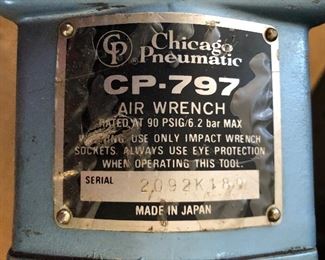 CP Chicago
Pneumatic
CP-797
AIR WRENCH
RATED AT 90 PSIG/6.2 bar MAX
WARNING. USE ONLY IMPACT WRENCH
SOCKETS. ALWAYS USE EYE PROTECTION
WHEN OPERATING THIS TOOL.
SERIAL
MADE IN JAPAN